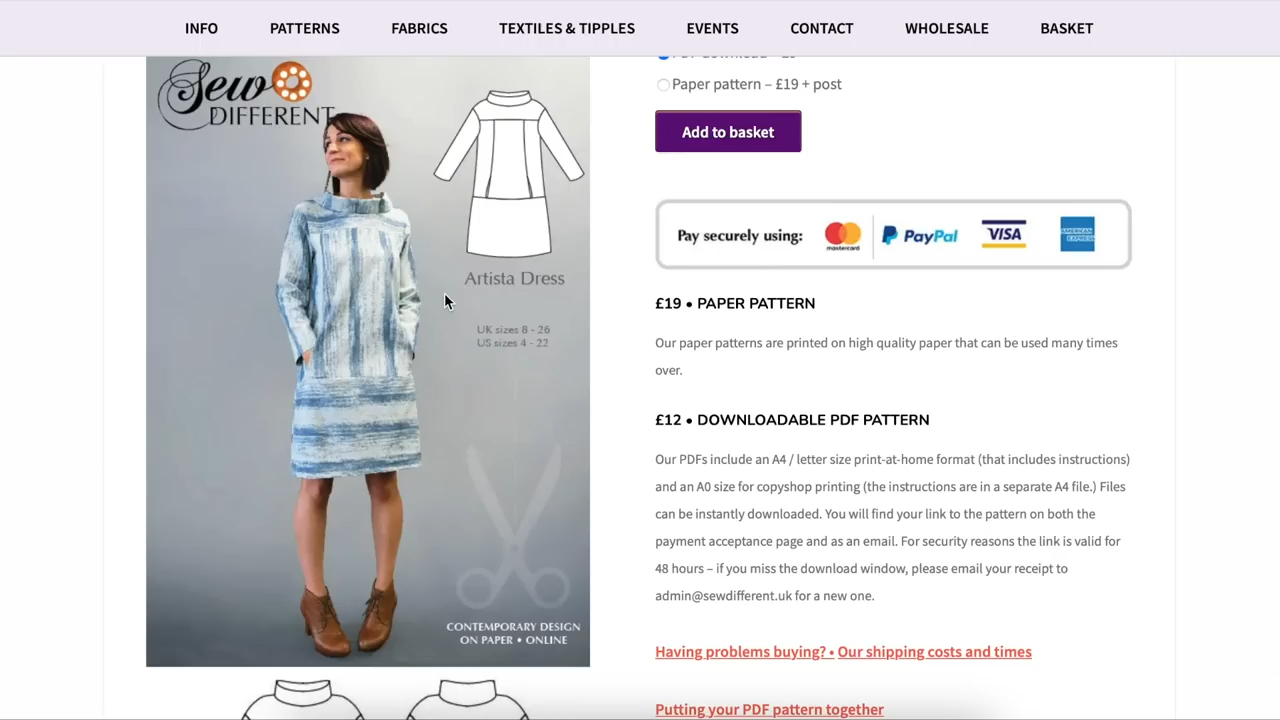 INFO PATTERNS FABRICS TEXTILES & TIPPLES EVENTS CONTACT WHOLESALE BASKET
Sew
DIFFERENT
Artista Dress
UK sizes 8 - 26
US sizes 4 - 22
CONTEMPORARY DESIGN
ON PAPER • ONLINE
Paper pattern – £19 + post
Add to basket
Pay securely using: mastercard PayPal VISA AMERICAN EXPRESS
£19 • PAPER PATTERN
Our paper patterns are printed on high quality paper that can be used many times
over.
£12 • DOWNLOADABLE PDF PATTERN
Our PDFs include an A4 / letter size print-at-home format (that includes instructions)
and an A0 size for copyshop printing (the instructions are in a separate A4 file.) Files
can be instantly downloaded. You will find your link to the pattern on both the
payment acceptance page and as an email. For security reasons the link is valid for
48 hours – if you miss the download window, please email your receipt to
admin@sewdifferent.uk for a new one.
Having problems buying? • Our shipping costs and times
Putting your PDF pattern together